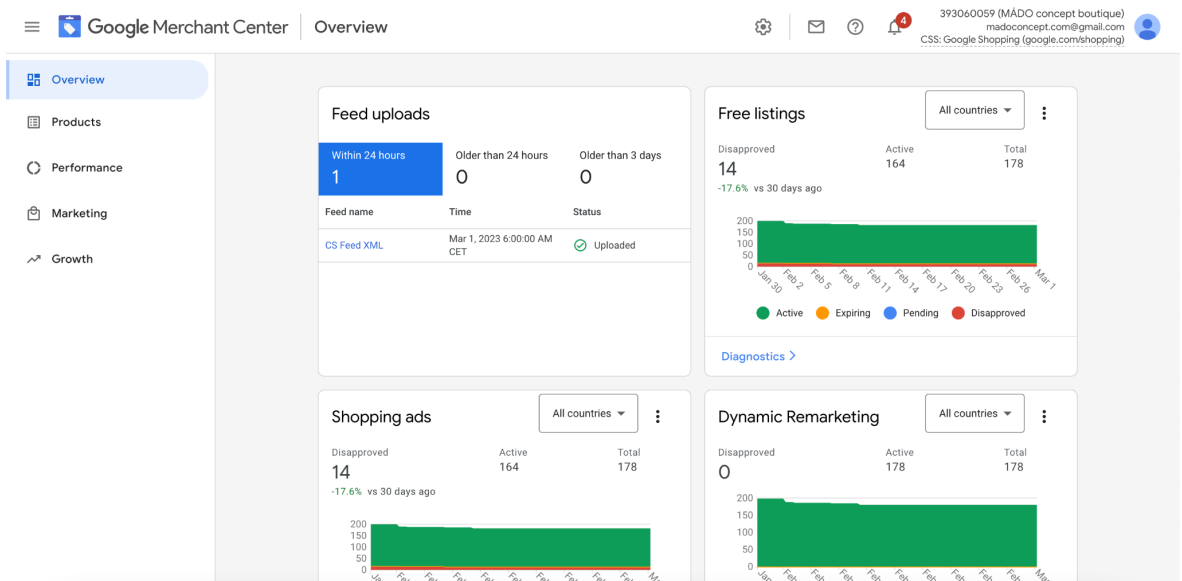 Google Merchant Center
Overview
4
393060059 (MÁDO concept boutique)
madoconcept.com@gmail.com
CSS: Google Shopping (google.com/shopping)
Overview
Products
Performance
Marketing
Growth
Feed uploads
Within 24 hours
1
Older than 24 hours
0
Older than 3 days
0
Feed name Time Status
CS Feed XML
Mar 1, 2023 6:00:00 AM
CET
Uploaded
Free listings
All countries
Disapproved
14
-17.6% vs 30 days ago
Active
164
Total
178
200
150
100
50
0
Jan 30
Feb 2
Feb 5
Feb 8
Feb 11
Feb 14
Feb 17
Feb 20
Feb 23
Feb 26
Mar 1
Active Expiring Pending Disapproved
Diagnostics
Shopping ads
All countries
Disapproved
14
-17.6% vs 30 days ago
Active
164
Total
178
200
150
100
50
0
Dynamic Remarketing
All countries
Disapproved
0
Active
178
Total
178
200
150
100
50
0